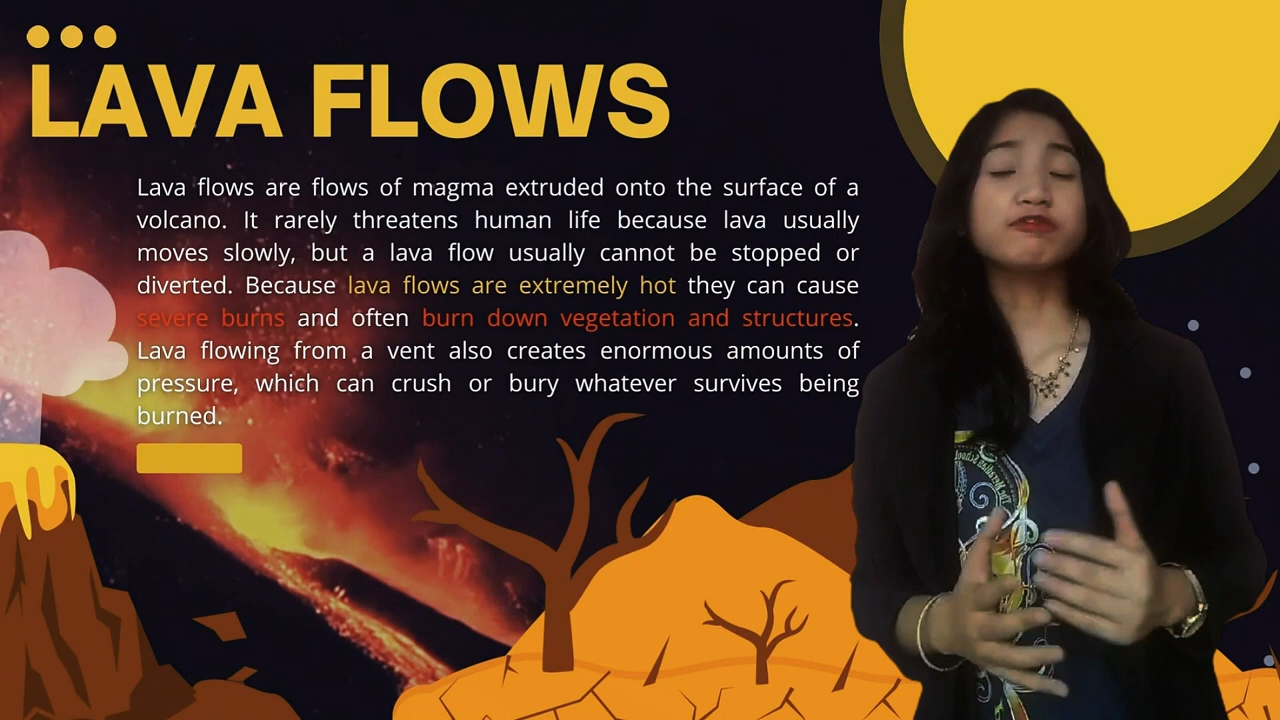 LAVA FLOWS
Lava flows are flows of magma extruded onto the surface of a
volcano. It rarely threatens human life because lava usually
moves slowly, but a lava flow usually cannot be stopped or
diverted. Because lava flows are extremely hot they can cause
severe burns and often burn down vegetation and structures.
Lava flowing from a vent also creates enormous amounts of
pressure, which can crush or bury whatever survives being
burned.